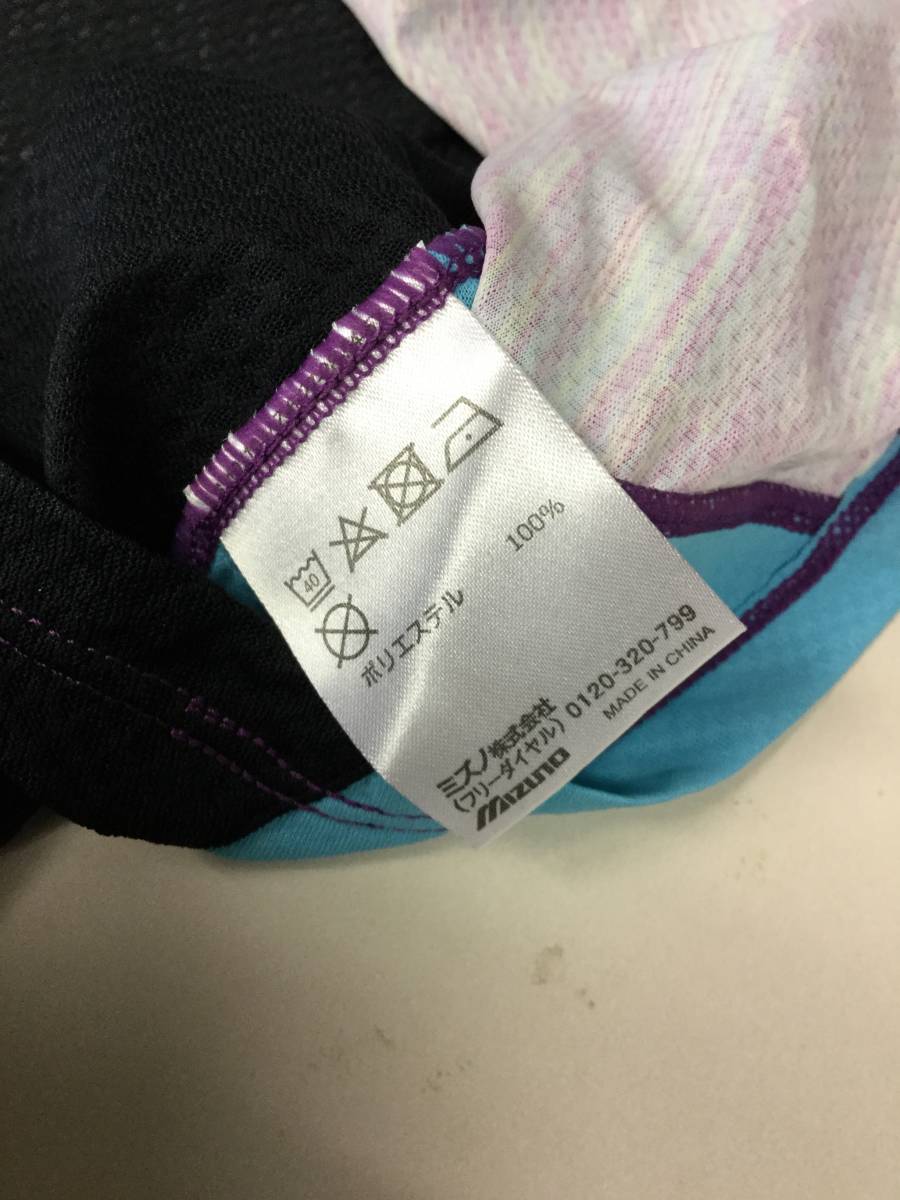 40
ポリエステル 100%
ミズノ株式会社
(フリーダイヤル) 0120-320-799
MIZUNO MADE IN CHINA